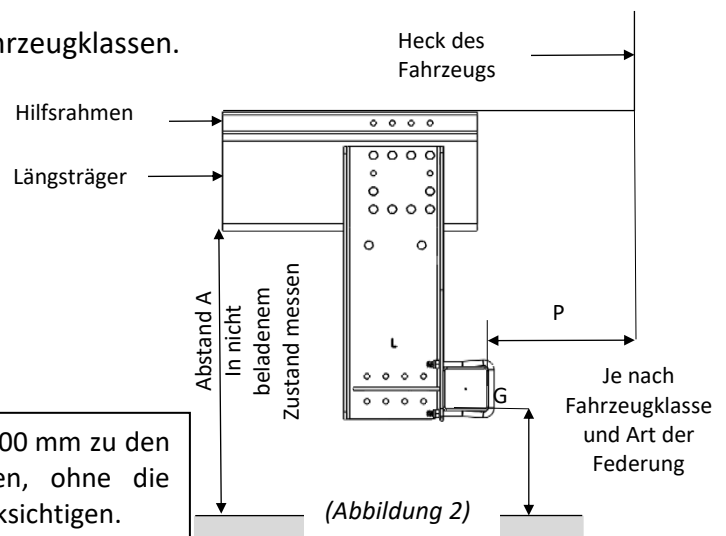 hrzeugklassen.
Heck des
Fahrzeugs
Hilfsrahmen
Längsträger
Abstand A
In nicht
beladenem
Zustand messen
L
P
G
Je nach
Fahrzeugklasse
und Art der
Federung
00 mm zu den
en, ohne die
ksichtigen.
(Abbildung 2)